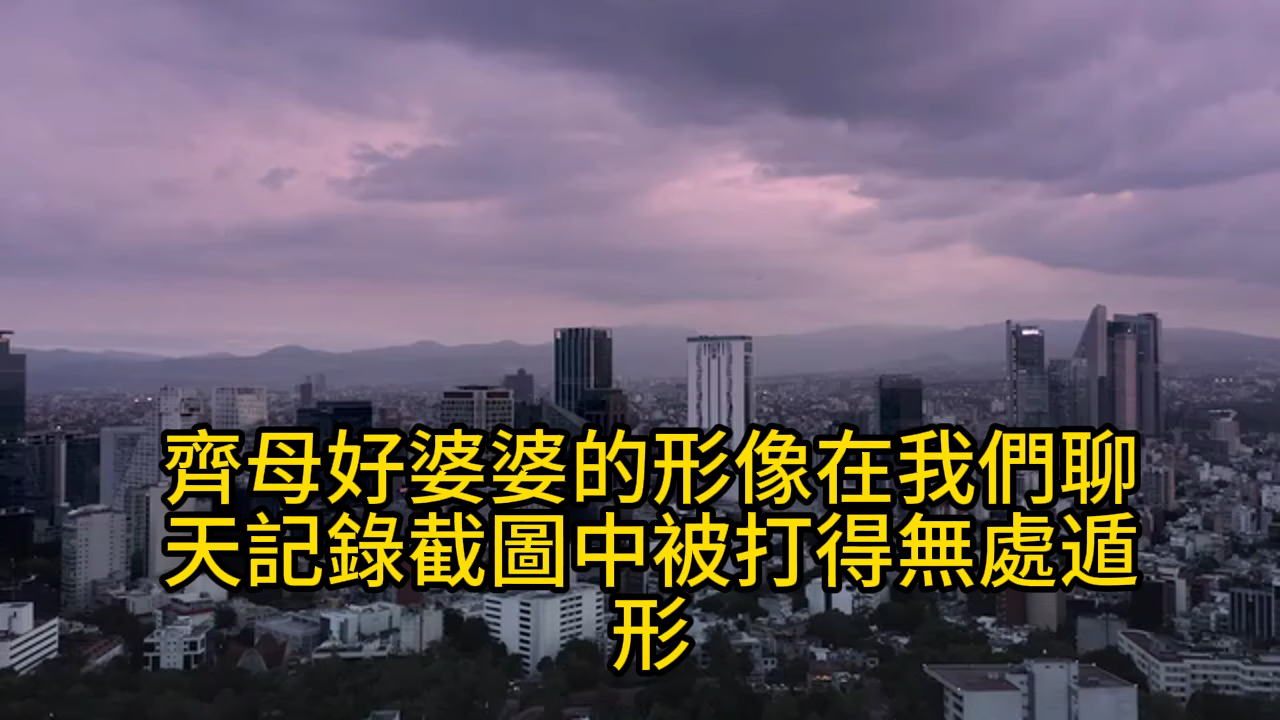 齊母好婆婆的形像在我們聊
天記錄截圖中被打得無處遁
形